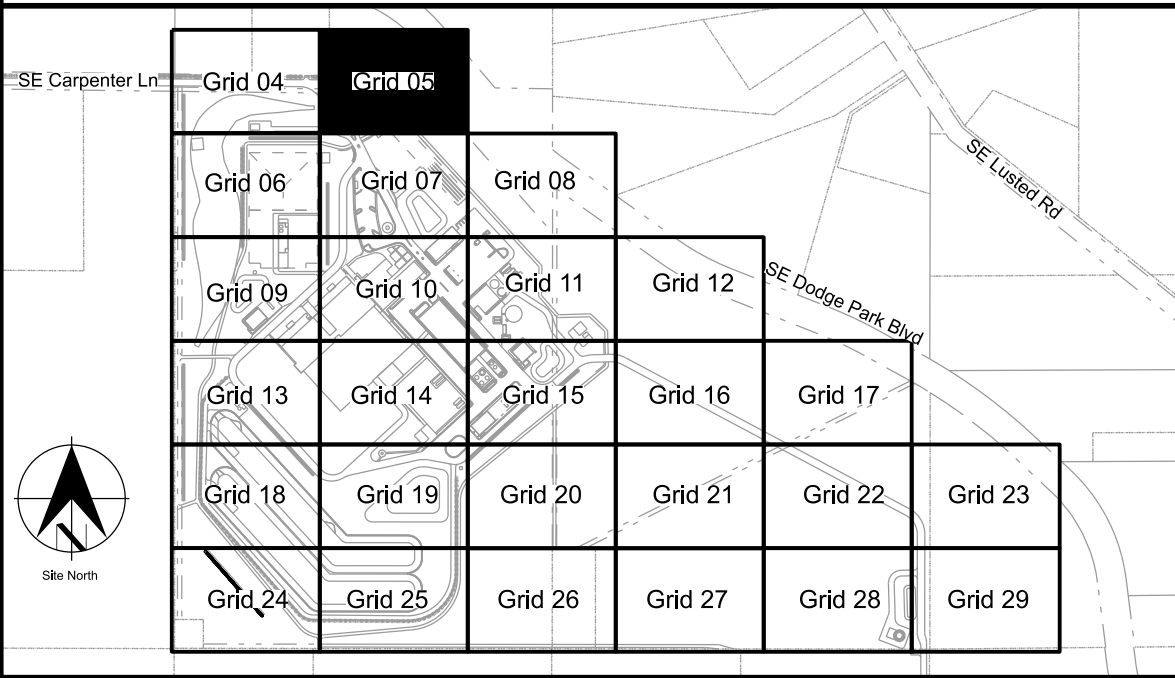 SE Carpenter Ln
Grid 04
Grid 05
Grid 06
Grid 07
Grid 08
SE Lusted Rd
Grid 09
Grid 10
Grid 11
Grid 12
SE Dodge Park Blvd
Grid 13
Grid 14
Grid 15
Grid 16
Grid 17
Grid 18
Grid 19
Grid 20
Grid 21
Grid 22
Grid 23
Site North
Grid 24
Grid 25
Grid 26
Grid 27
Grid 28
Grid 29